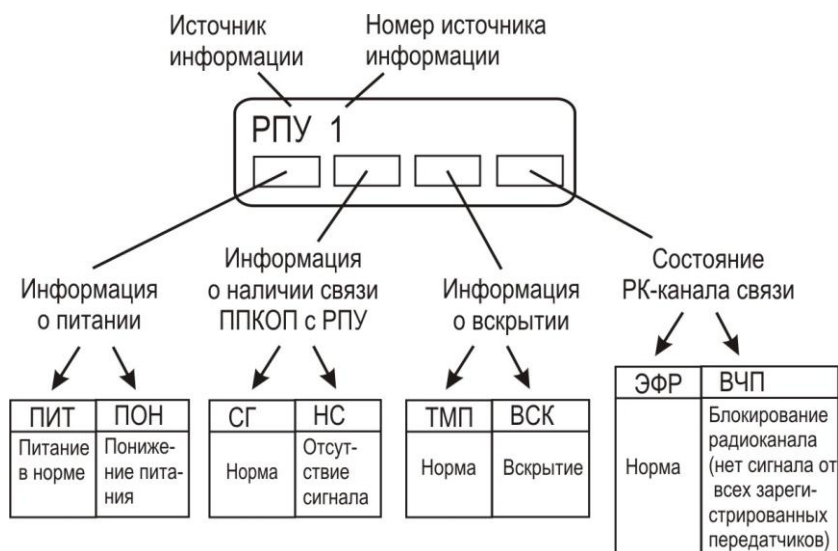 Источник
информации
Номер источника
информации
РПУ 1
Информация
о питании
Информация
о наличии связи
ППКОП с РПУ
Информация
о вскрытии
Состояние
РК-канала связи
ПИТ ПОН
Питание
в норме
Пониже-
ние пита-
ния
СГ НС
Норма
Отсут-
ствие
сигнала
ТМП ВСК
Норма Вскрытие
ЭФР ВЧП
Норма
Блокирование
радиоканала
(нет сигнала от
всех зареги-
стрированных
передатчиков)